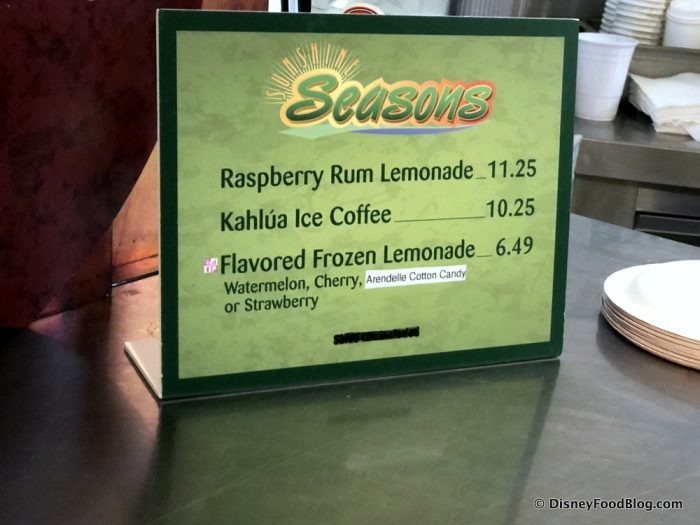 SUNSHINE
Seasons
Raspberry Rum Lemonade 11.25
Kahlúa Ice Coffee 10.25
Flavored Frozen Lemonade 6.49
Watermelon, Cherry, Arendelle Cotton Candy
or Strawberry
© DisneyFoodBlog.com